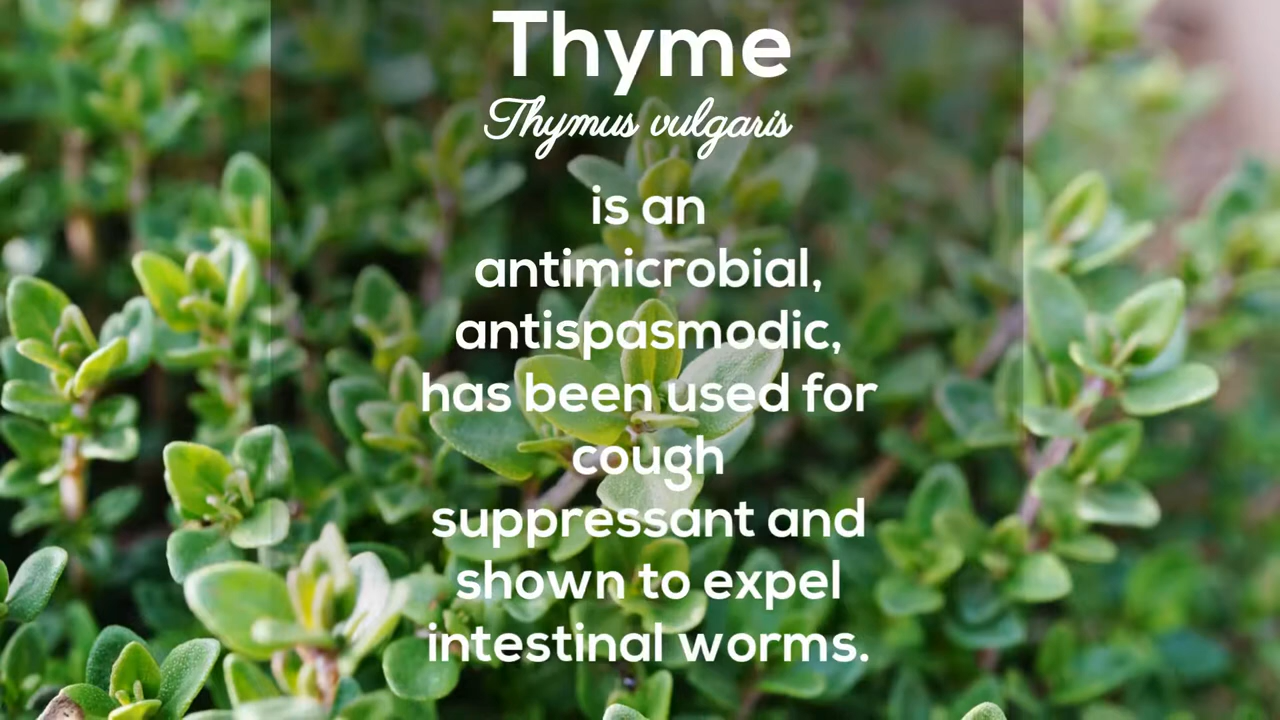 Thyme
Thymus vulgaris
is an
antimicrobial,
antispasmodic,
has been used for
cough
suppressant and
shown to expel
intestinal worms.